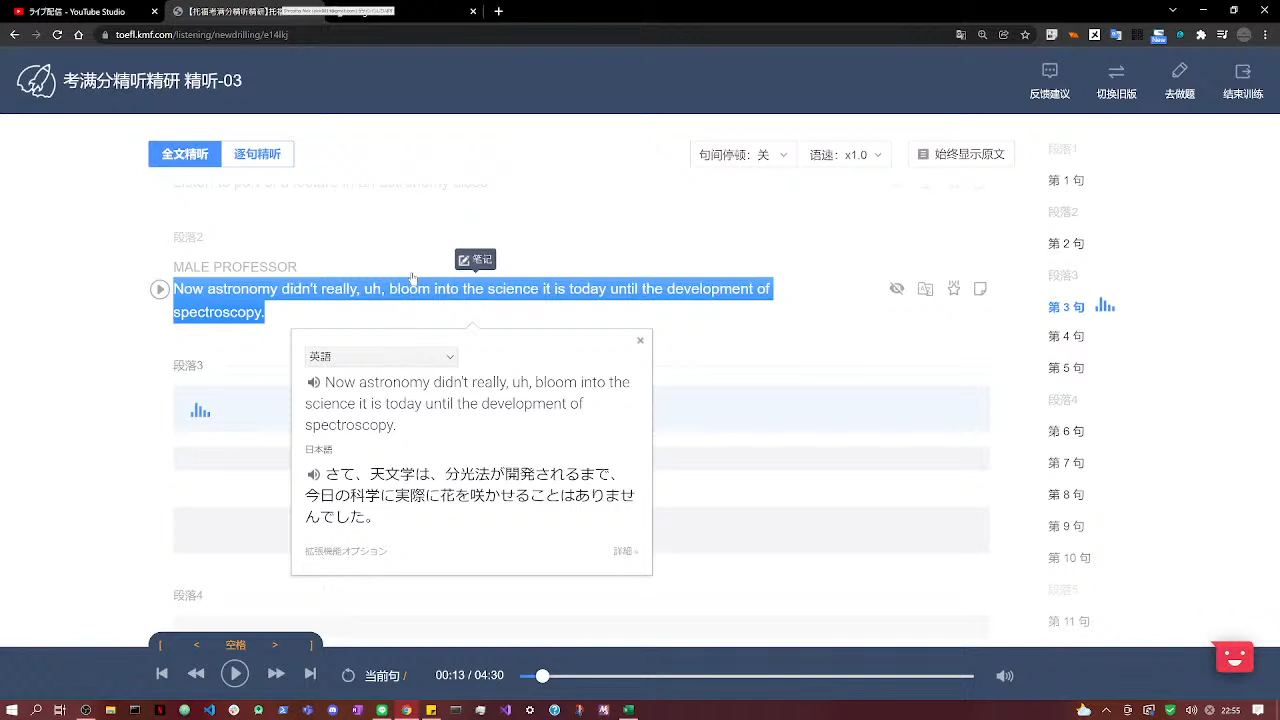 ライブ配信 - YouTube Studio
toefl.kmf.com/listening/newdrilling/e14lkj
New
考满分精听精研 精听-03
反馈建议
切换旧版
去做题
结束训练
全文精听
逐句精听
句间停顿：关
语速：x1.0
始终显示原文
段落1
第 1 句
段落2
第 2 句
段落3
第 3 句
第 4 句
第 5 句
段落4
第 6 句
第 7 句
第 8 句
第 9 句
第 10 句
段落5
第 11 句
Listen to part of a lecture in an astronomy class
段落2
MALE PROFESSOR
笔记
Now astronomy didn't really, uh, bloom into the science it is today until the development of
spectroscopy.
段落3
英語
Now astronomy didn't really, uh, bloom into the
science it is today until the development of
spectroscopy.
日本語
さて、天文学は、分光法が開発されるまで、
今日の科学に実際に花を咲かせることはありませ
んでした。
拡張機能オプション
詳細 »
段落4
[ < 空格 > ]
当前句 /
00:13 / 04:30
2:55